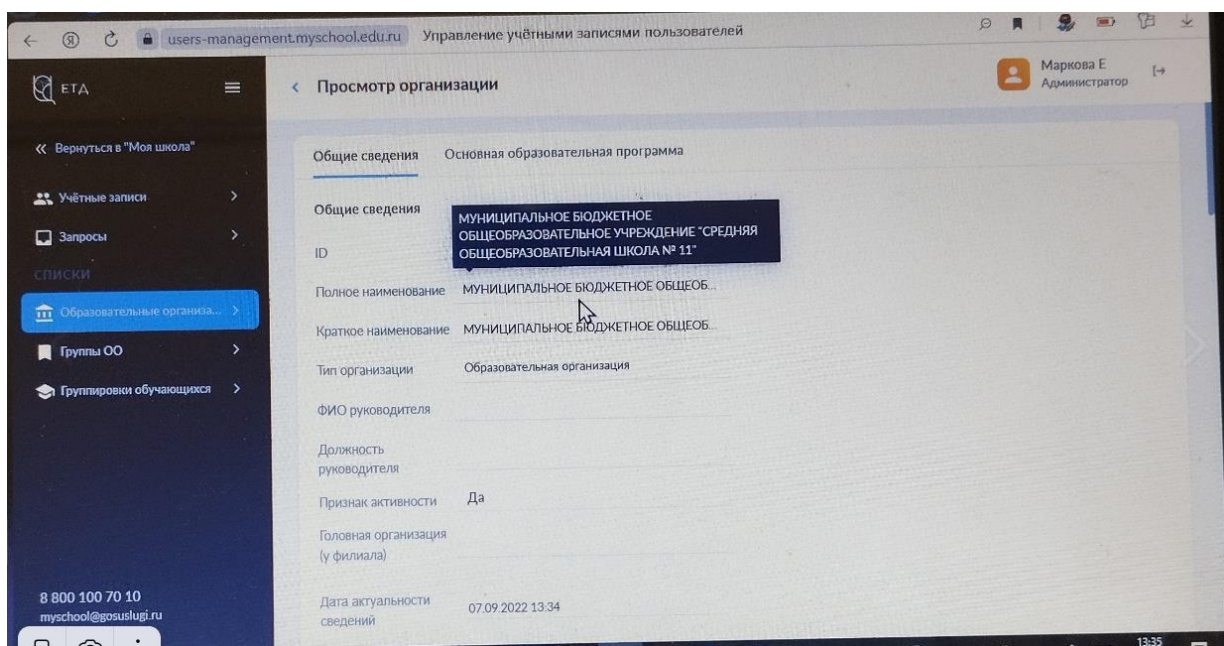 users-management.myschool.edu.ru Управление учётными записями пользователей
ЕТД
Просмотр организации
Маркова Е
Администратор
Вернуться в "Моя школа"
Учётные записи
Запросы
СПИСКИ
Образовательные организа...
Группы ОО
Группировки обучающихся
8 800 100 70 10
myschool@gosuslugi.ru
Общие сведения Основная образовательная программа
Общие сведения
МУНИЦИПАЛЬНОЕ БЮДЖЕТНОЕ
ОБЩЕОБРАЗОВАТЕЛЬНОЕ УЧРЕЖДЕНИЕ "СРЕДНЯЯ
ОБЩЕОБРАЗОВАТЕЛЬНАЯ ШКОЛА № 11"
ID
Полное наименование МУНИЦИПАЛЬНОЕ БЮДЖЕТНОЕ ОБЩЕОБ...
Краткое наименование МУНИЦИПАЛЬНОЕ БЮДЖЕТНОЕ ОБЩЕОБ...
Тип организации Образовательная организация
ФИО руководителя
Должность
руководителя
Признак активности Да
Головная организация
(у филиала)
Дата актуальности
сведений 07.09.2022 13:34
13:35